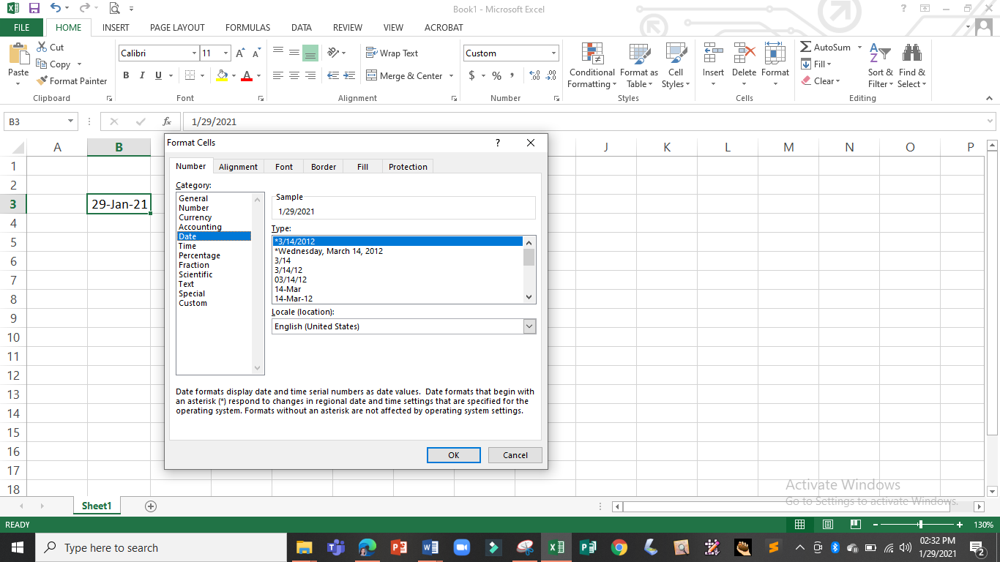 Book1 - Microsoft Excel
?
FILE HOME INSERT PAGE LAYOUT FORMULAS DATA REVIEW VIEW ACROBAT
Paste
Cut
Copy
Format Painter
Clipboard
Calibri 11
B I U A
Font
Wrap Text
Merge & Center
Alignment
Custom
$ % ,
Number
Conditional Formatting
Format as Table
Cell Styles
Styles
Insert Delete Format
Cells
AutoSum
Fill
Clear
Sort & Filter
Find & Select
Editing
B3 fx 1/29/2021
A B J K L M N O P
1
2
3 29-Jan-21
4
5
6
7
8
9
10
11
12
13
14
15
16
17
18
Format Cells ?
Number Alignment Font Border Fill Protection
Category:
General
Number
Currency
Accounting
Date
Time
Percentage
Fraction
Scientific
Text
Special
Custom
Sample
1/29/2021
Type:
*3/14/2012
*Wednesday, March 14, 2012
3/14
3/14/12
03/14/12
14-Mar
14-Mar-12
Locale (location):
English (United States)
Date formats display date and time serial numbers as date values. Date formats that begin with
an asterisk (*) respond to changes in regional date and time settings that are specified for the
operating system. Formats without an asterisk are not affected by operating system settings.
OK Cancel
Activate Windows
Go to Settings to activate Windows.
Sheet1
READY 130%
Type here to search
02:32 PM
1/29/2021
2